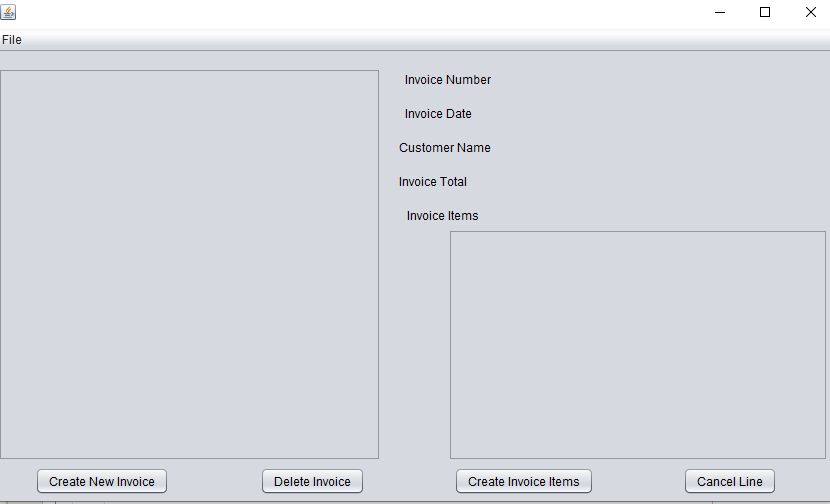 File
Invoice Number
Invoice Date
Customer Name
Invoice Total
Invoice Items
Create New Invoice
Delete Invoice
Create Invoice Items
Cancel Line